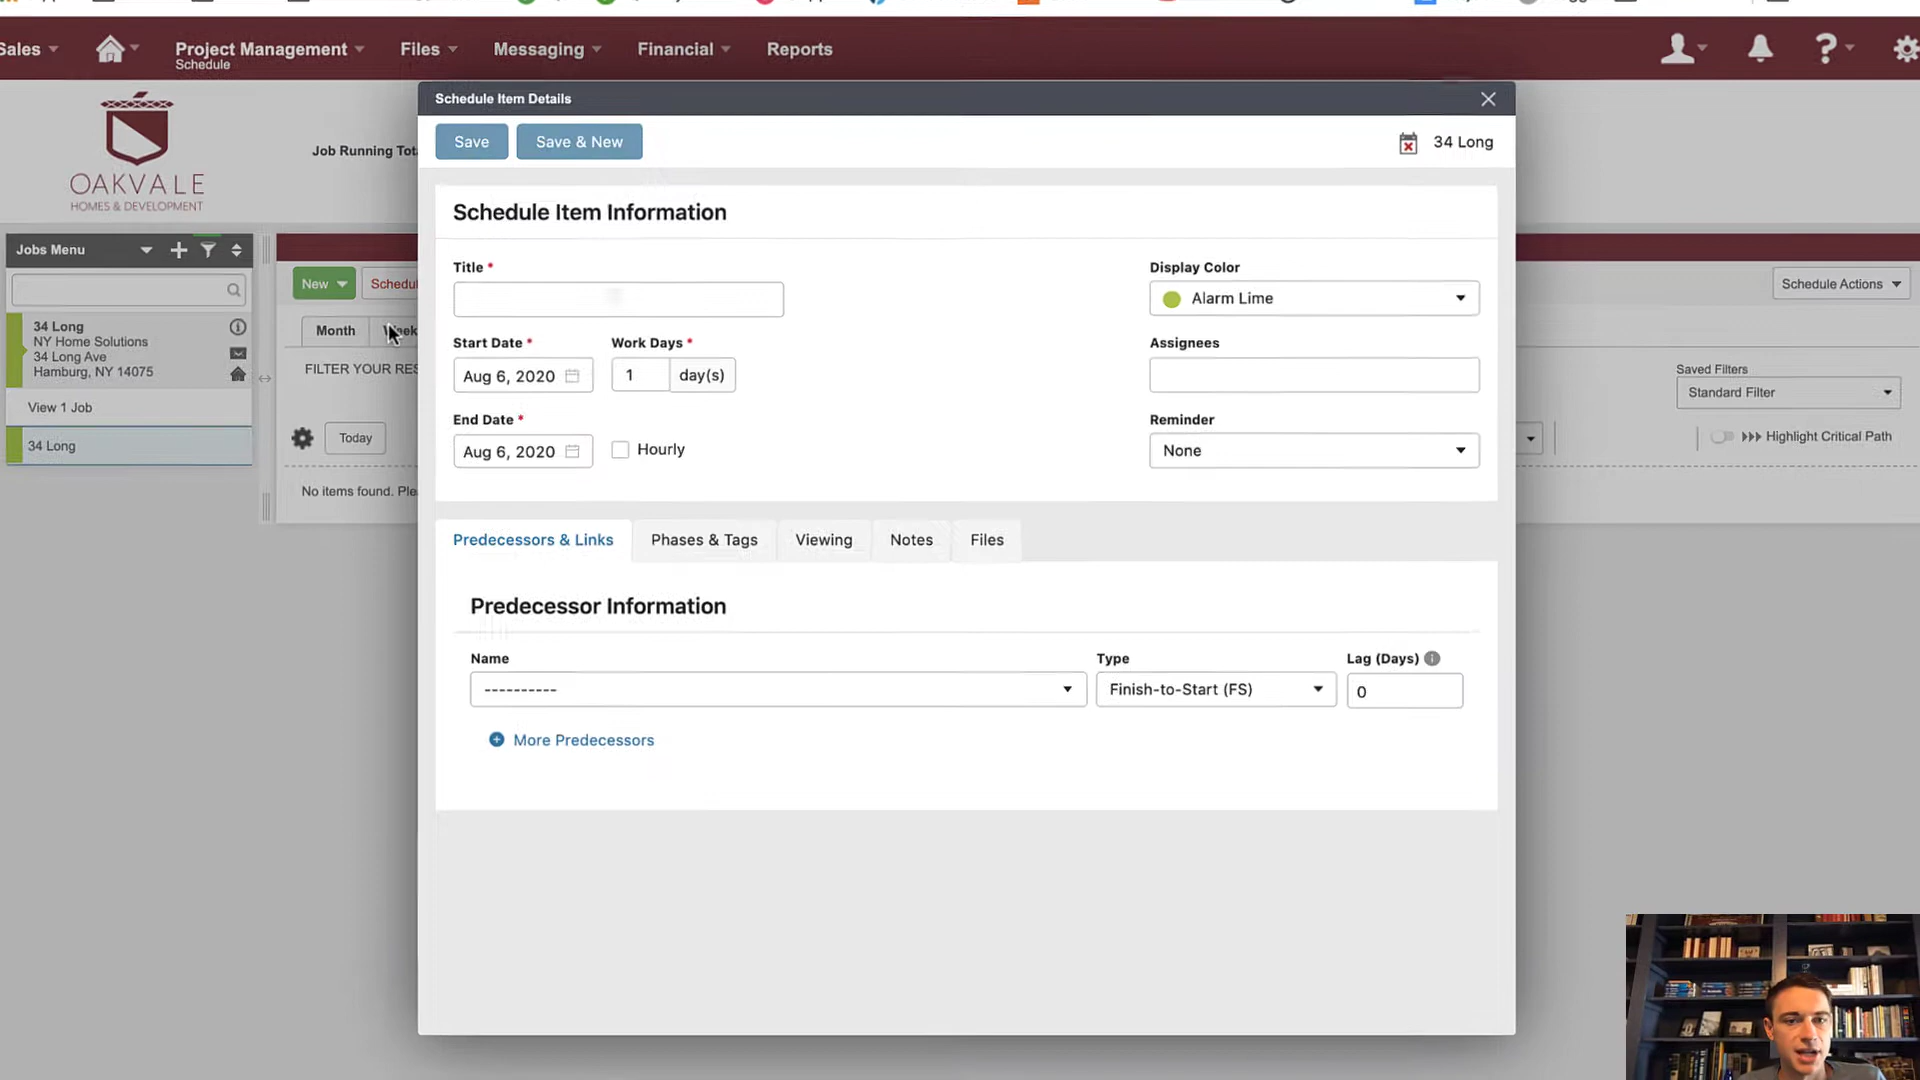 Sales
Project Management
Schedule
Files
Messaging
Financial
Reports
OAKVALE
HOMES & DEVELOPMENT
Job Running Tot
Schedule Item Details
Save
Save & New
34 Long
Schedule Item Information
Title *
Display Color
Alarm Lime
Start Date *
Work Days *
Assignees
Aug 6, 2020
1
day(s)
End Date *
Reminder
Aug 6, 2020
Hourly
None
Predecessors & Links
Phases & Tags
Viewing
Notes
Files
Predecessor Information
Name
Type
Lag (Days)
----------
Finish-to-Start (FS)
0
More Predecessors
Jobs Menu
34 Long
NY Home Solutions
34 Long Ave
Hamburg, NY 14075
View 1 Job
34 Long
New
Schedul
Month
Week
FILTER YOUR RES
Today
No items found. Ple
Schedule Actions
Saved Filters
Standard Filter
Highlight Critical Path